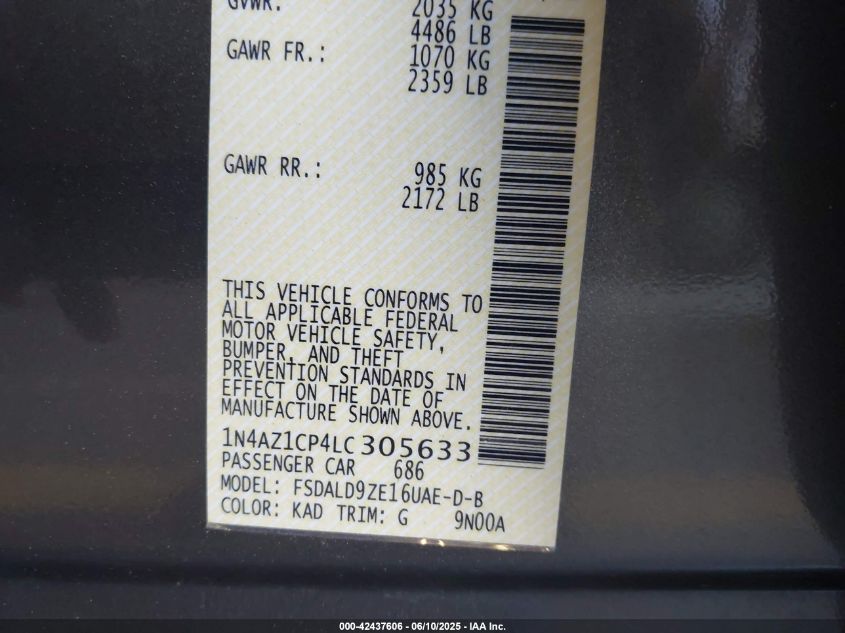 GVWR: 2035 KG
4486 LB
GAWR FR.: 1070 KG
2359 LB
GAWR RR.: 985 KG
2172 LB
THIS VEHICLE CONFORMS TO
ALL APPLICABLE FEDERAL
MOTOR VEHICLE SAFETY,
BUMPER, AND THEFT
PREVENTION STANDARDS IN
EFFECT ON THE DATE OF
MANUFACTURE SHOWN ABOVE.
1N4AZ1CP4LC305633
PASSENGER CAR 686
MODEL: FSDALD9ZE16UAE-D-B
COLOR: KAD TRIM: G 9N00A
000-42437606 - 06/10/2025 - IAA Inc.